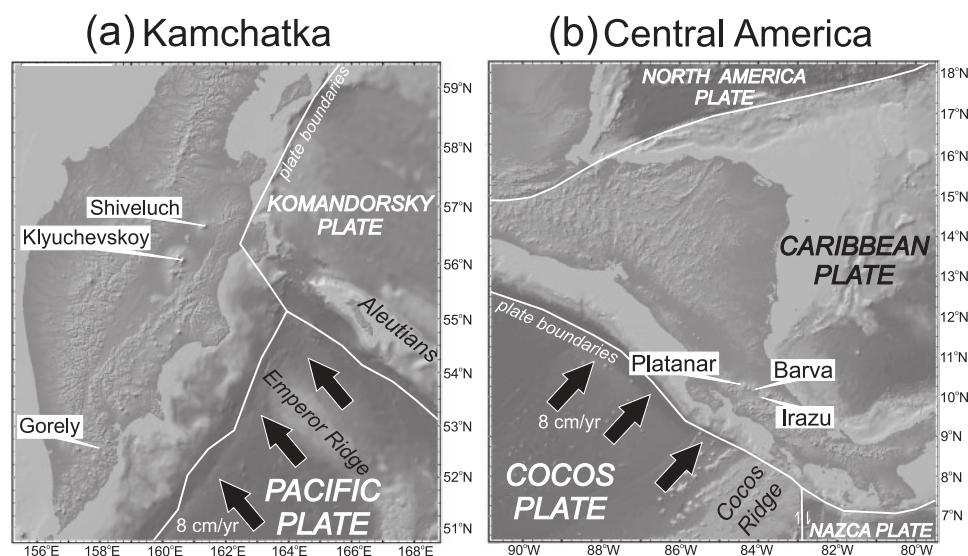 (a) Kamchatka
59°N
58°N
57°N
56°N
55°N
54°N
53°N
52°N
51°N
156°E
158°E
160°E
162°E
164°E
166°E
168°E
plate boundaries
KOMANDORSKY
PLATE
Shiveluch
Klyuchevskoy
Aleutians
Emperor Ridge
Gorely
PACIFIC
PLATE
8 cm/yr
(b) Central America
18°N
17°N
16°N
15°N
14°N
13°N
12°N
11°N
10°N
9°N
8°N
7°N
90°W
88°W
86°W
84°W
82°W
80°W
NORTH AMERICA
PLATE
CARIBBEAN
PLATE
plate boundaries
Platanar
Barva
Irazu
8 cm/yr
COCOS
PLATE
Cocos
Ridge
NAZCA PLATE